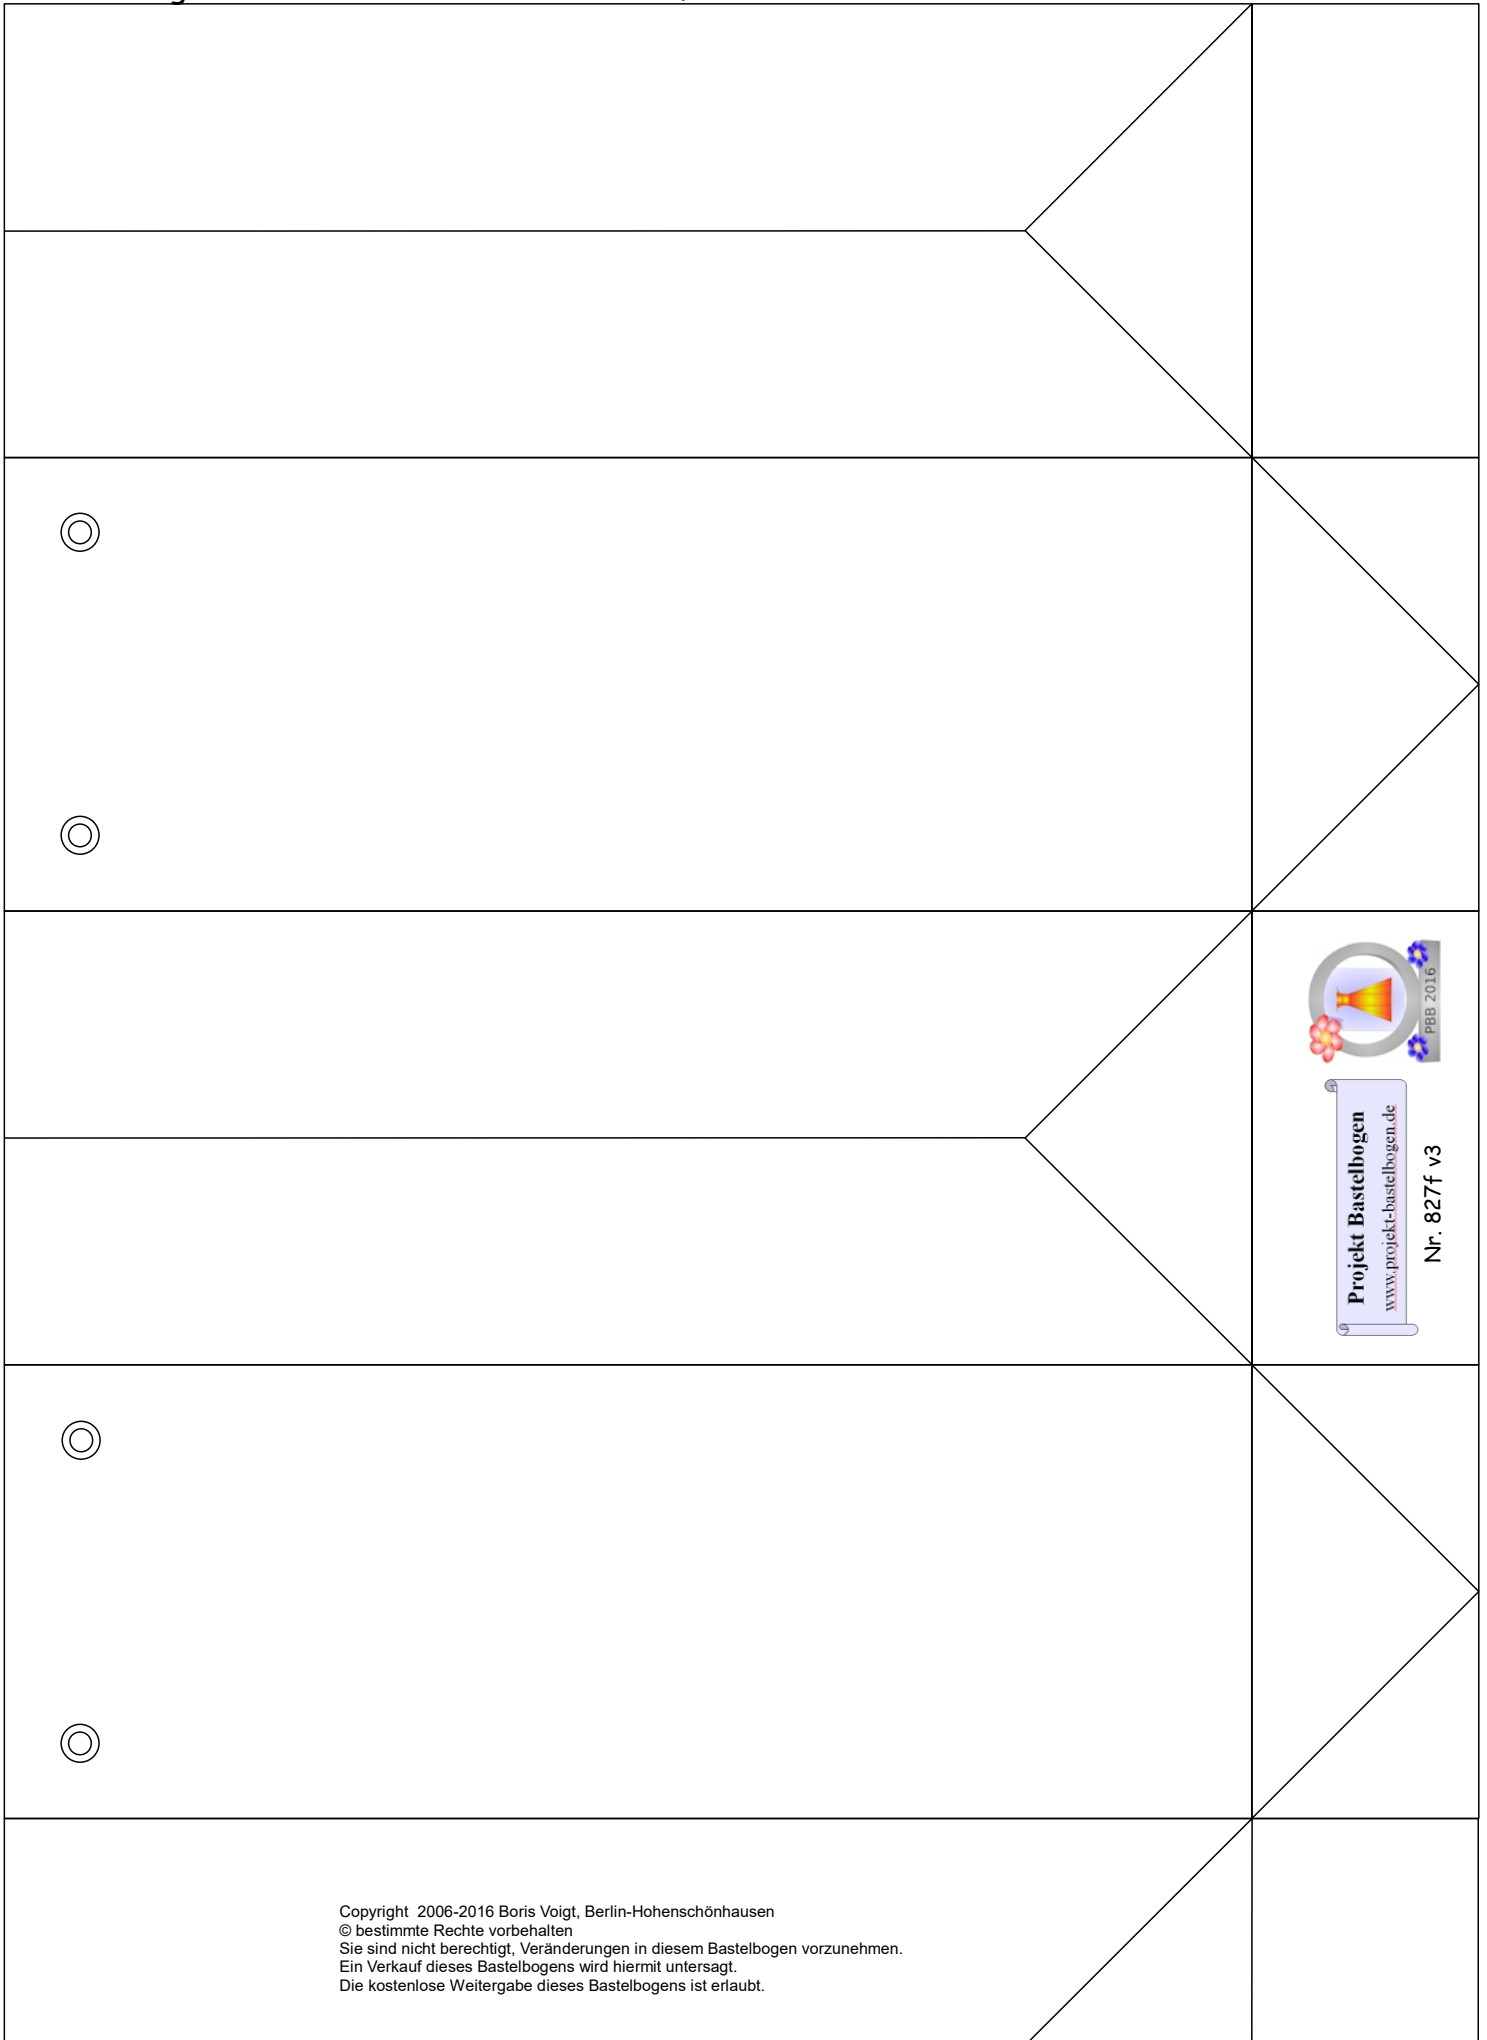 PBB 2016
Projekt Bastelbogen
www.projekt-bastelbogen.de
Nr. 827f v3
Copyright  2006-2016 Boris Voigt, Berlin-Hohenschönhausen
© bestimmte Rechte vorbehalten
Sie sind nicht berechtigt, Veränderungen in diesem Bastelbogen vorzunehmen.
Ein Verkauf dieses Bastelbogens wird hiermit untersagt.
Die kostenlose Weitergabe dieses Bastelbogens ist erlaubt.